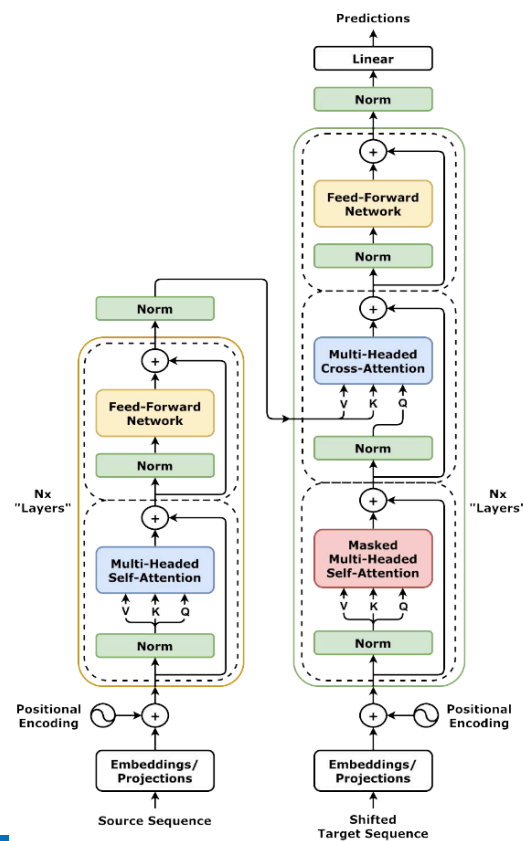 Predictions
Linear
Norm
+
Feed-Forward
Network
Norm
+
Multi-Headed
Cross-Attention
V K Q
Norm
+
Masked
Multi-Headed
Self-Attention
V K Q
Norm
Nx
"Layers"
+
Positional
Encoding
Embeddings/
Projections
Shifted
Target Sequence
Norm
+
Feed-Forward
Network
Norm
+
Multi-Headed
Self-Attention
V K Q
Norm
Nx
"Layers"
Positional
Encoding
+
Embeddings/
Projections
Source Sequence